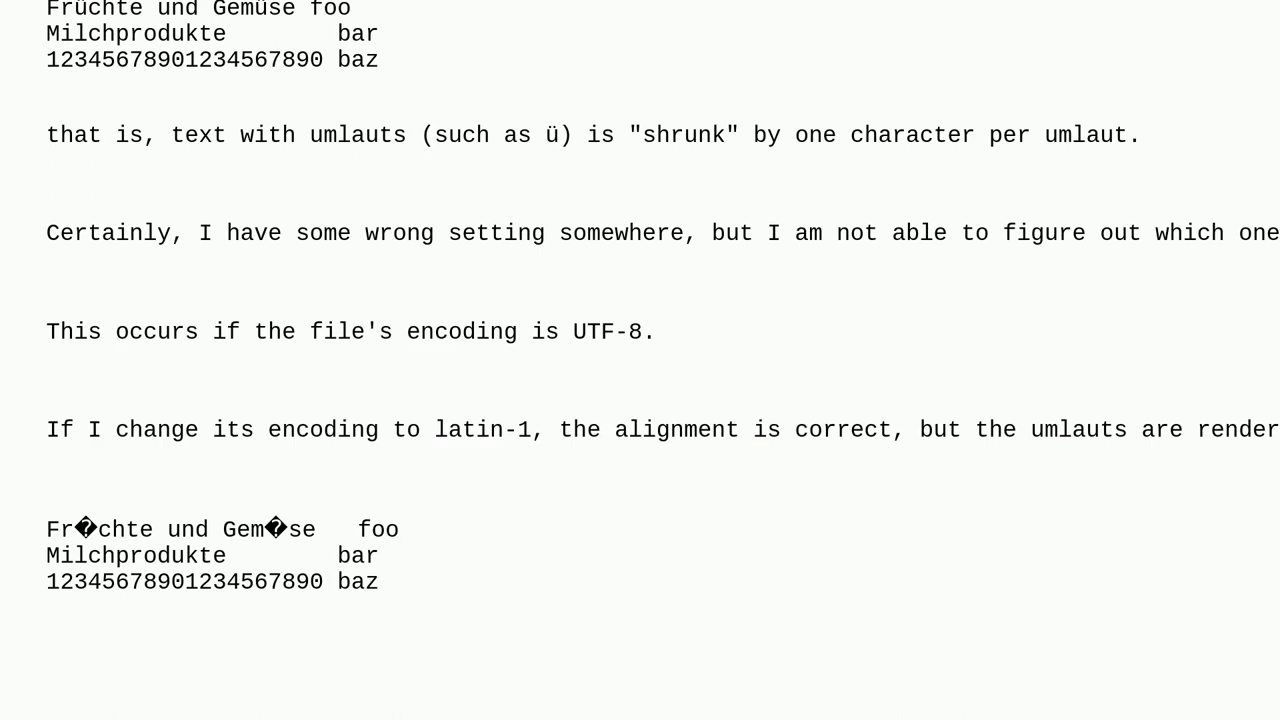 Früchte und Gemüse foo
Milchprodukte        bar
12345678901234567890 baz
that is, text with umlauts (such as ü) is "shrunk" by one character per umlaut.
Certainly, I have some wrong setting somewhere, but I am not able to figure out which one
This occurs if the file's encoding is UTF-8.
If I change its encoding to latin-1, the alignment is correct, but the umlauts are render
Fr�chte und Gem�se   foo
Milchprodukte        bar
12345678901234567890 baz